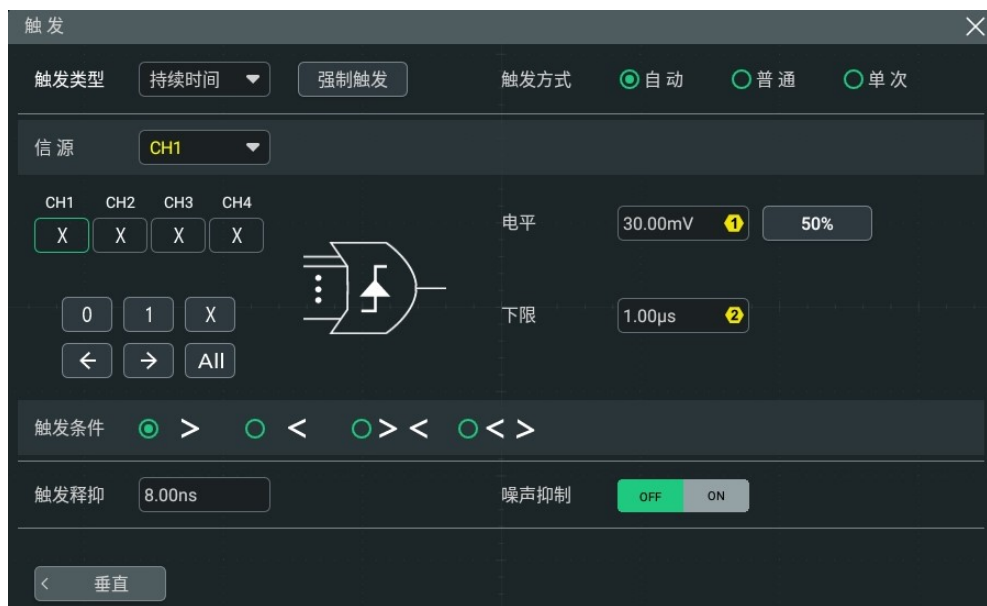 触发
触发类型 持续时间 强制触发 触发方式 自动 普通 单次
信源 CH1
CH1 CH2 CH3 CH4
X X X X
电平 30.00mV 1 50%
0 1 X
下限 1.00μs 2
← → All
触发条件 > < > < < >
触发释抑 8.00ns 噪声抑制 OFF ON
< 垂直